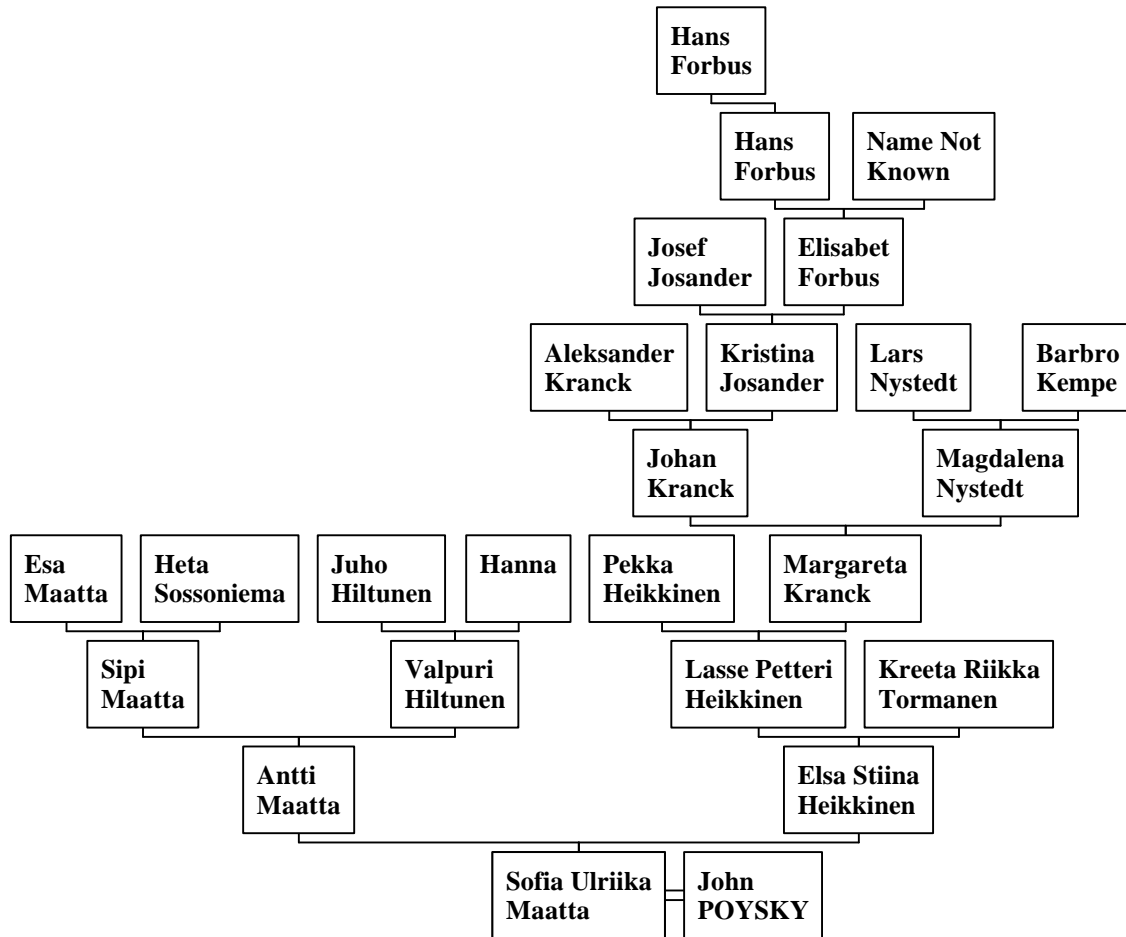 Hans
Forbus
Hans
Forbus
Name Not
Known
Josef
Josander
Elisabet
Forbus
Aleksander
Kranck
Kristina
Josander
Lars
Nystedt
Barbro
Kempe
Johan
Kranck
Magdalena
Nystedt
Esa
Maatta
Heta
Sossoniema
Juho
Hiltunen
Hanna
Pekka
Heikkinen
Margareta
Kranck
Sipi
Maatta
Valpuri
Hiltunen
Lasse Petteri
Heikkinen
Kreeta Riikka
Tormanen
Antti
Maatta
Elsa Stiina
Heikkinen
Sofia Ulriika
Maatta
John
POYSKY